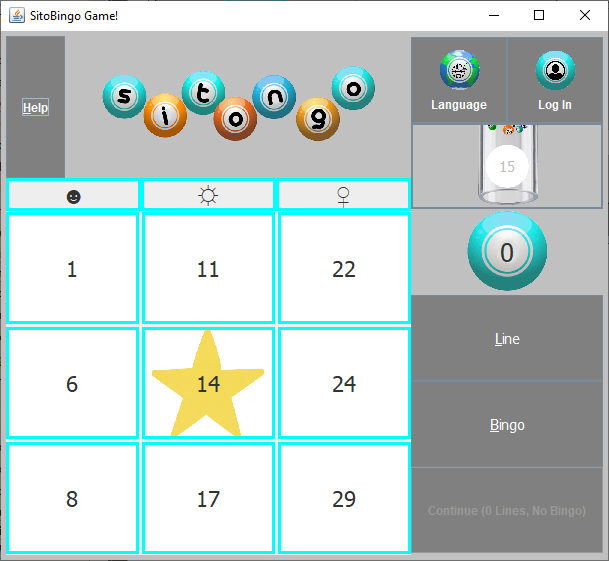 SitoBingo Game!
Help
sitongo
Language
Log In
15
☻ ☼ ♀
0
1 11 22
6 14 24
8 17 29
Line
Bingo
Continue (0 Lines, No Bingo)